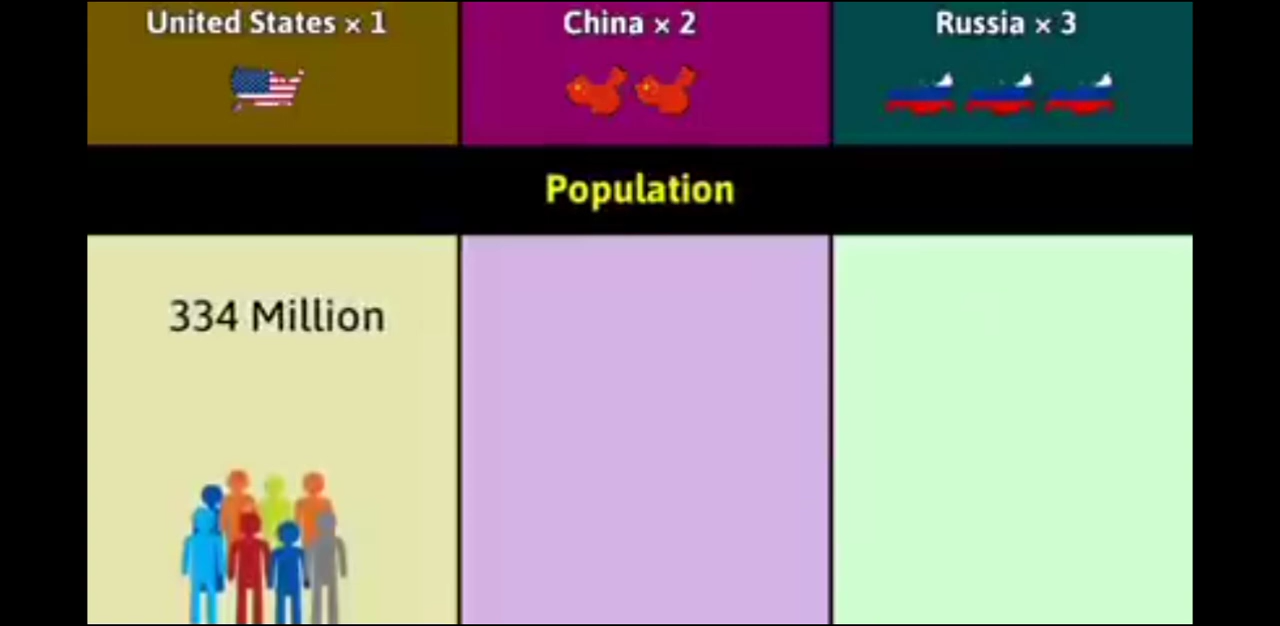 United States × 1
China × 2
Russia × 3
Population
334 Million